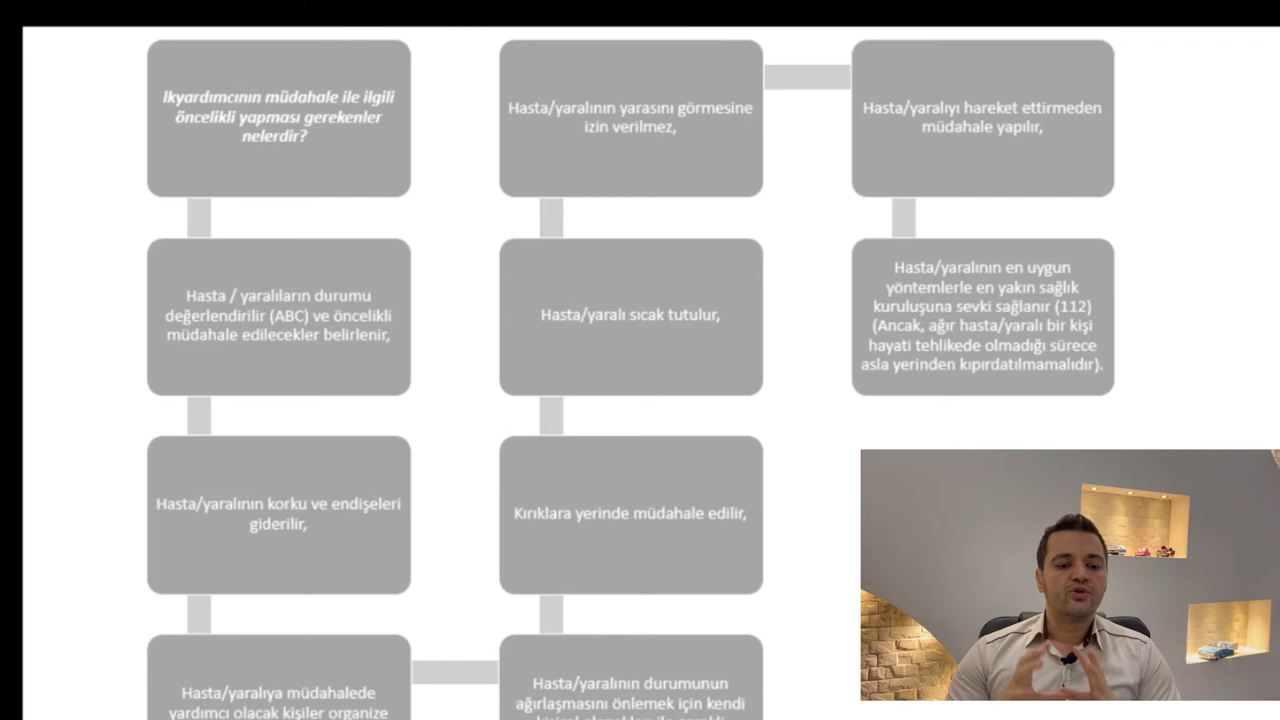 İkyardımcının müdahale ile ilgili
öncelikli yapması gerekenler
nelerdir?
Hasta / yaralıların durumu
değerlendirilir (ABC) ve öncelikli
müdahale edilecekler belirlenir,
Hasta/yaralının korku ve endişeleri
giderilir,
Hasta/yaralıya müdahalede
yardımcı olacak kişiler organize
Hasta/yaralının durumunun
ağırlaşmasını önlemek için kendi
Kırıklara yerinde müdahale edilir,
Hasta/yaralı sıcak tutulur,
Hasta/yaralının yarasını görmesine
izin verilmez,
Hasta/yaralıyı hareket ettirmeden
müdahale yapılır,
Hasta/yaralının en uygun
yöntemlerle en yakın sağlık
kuruluşuna sevki sağlanır (112)
(Ancak, ağır hasta/yaralı bir kişi
hayati tehlikede olmadığı sürece
asla yerinden kıpırdatılmamalıdır).